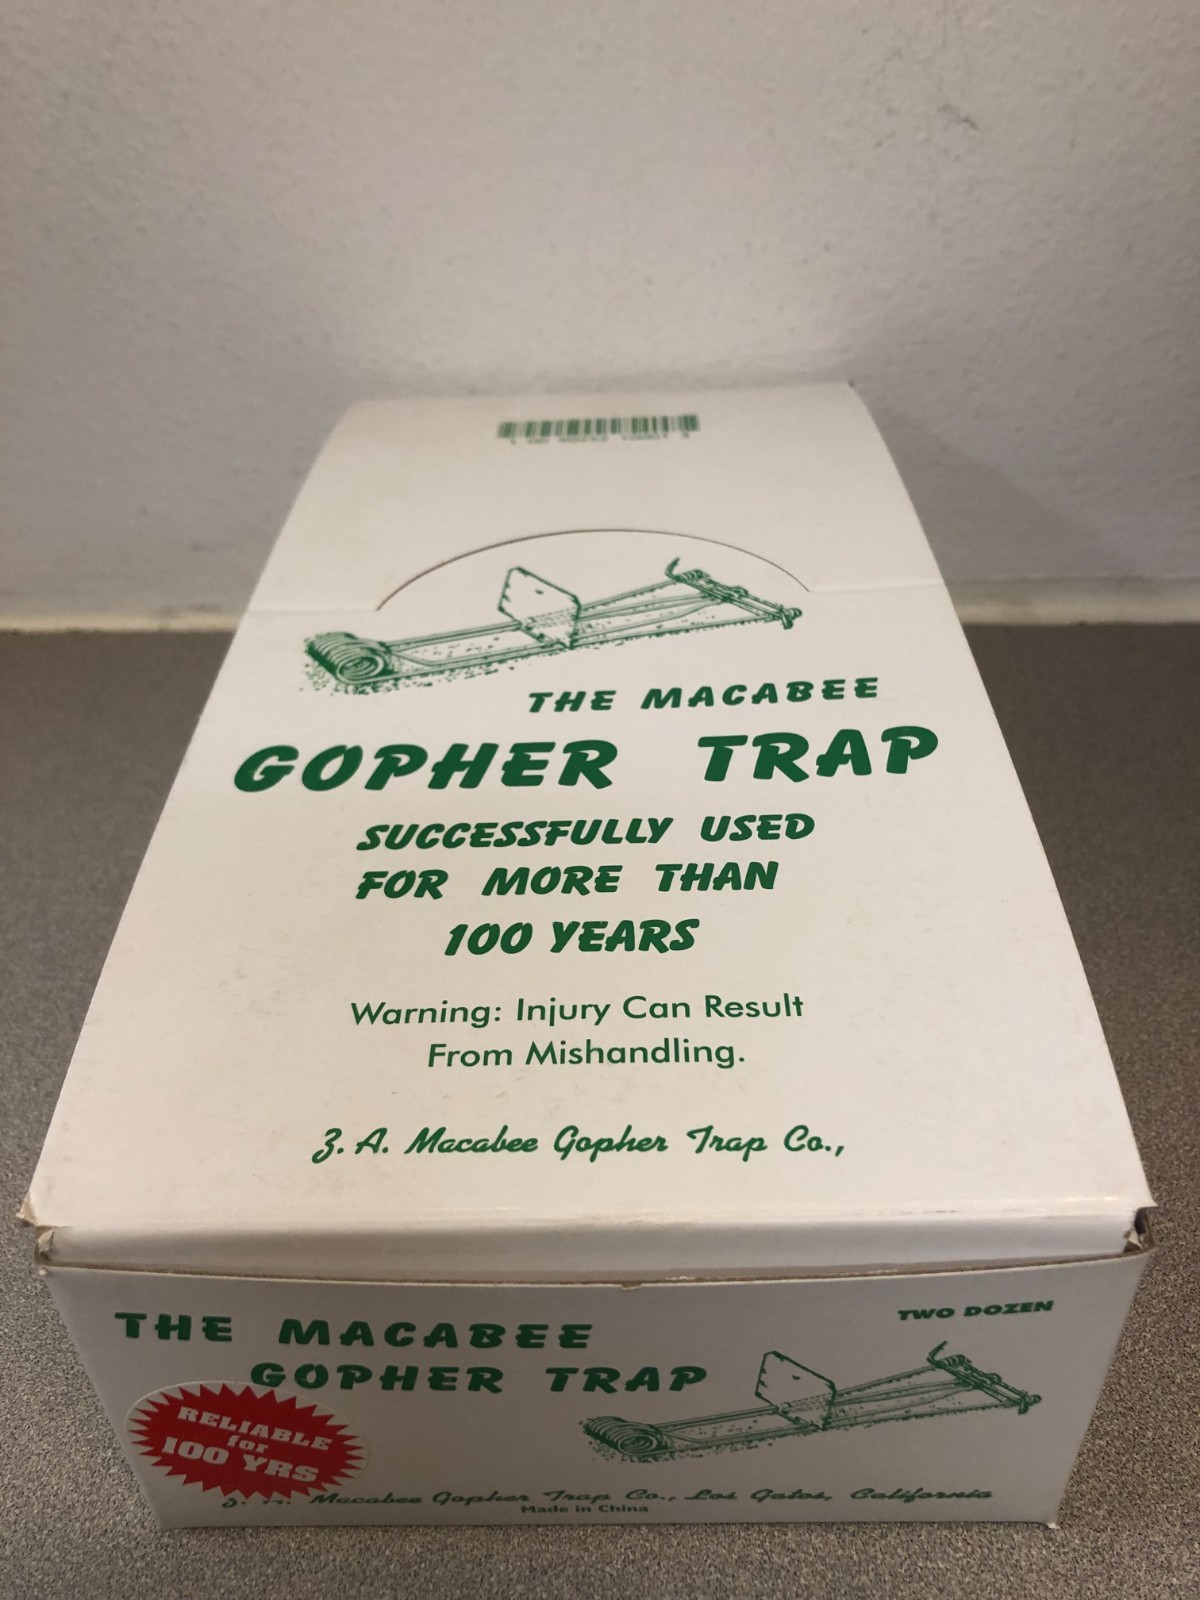 THE MACABEE
GOPHER TRAP
SUCCESSFULLY USED
FOR MORE THAN
100 YEARS
Warning: Injury Can Result
From Mishandling.
Z. A. Macabee Gopher Trap Co.,
TWO DOZEN
THE MACABEE
GOPHER TRAP
RELIABLE
for
100 YRS
Z. A. Macabee Gopher Trap Co., Los Gatos, California
Made in China